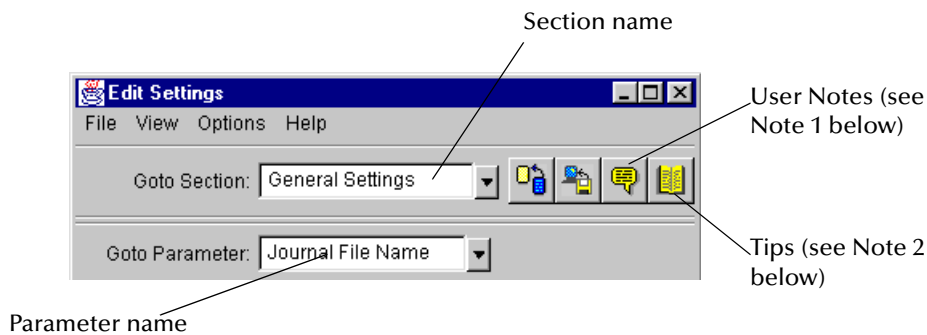 Section name
Edit Settings
User Notes (see
Note 1 below)
File View Options Help
Goto Section: General Settings
Goto Parameter: Journal File Name
Tips (see Note 2
below)
Parameter name